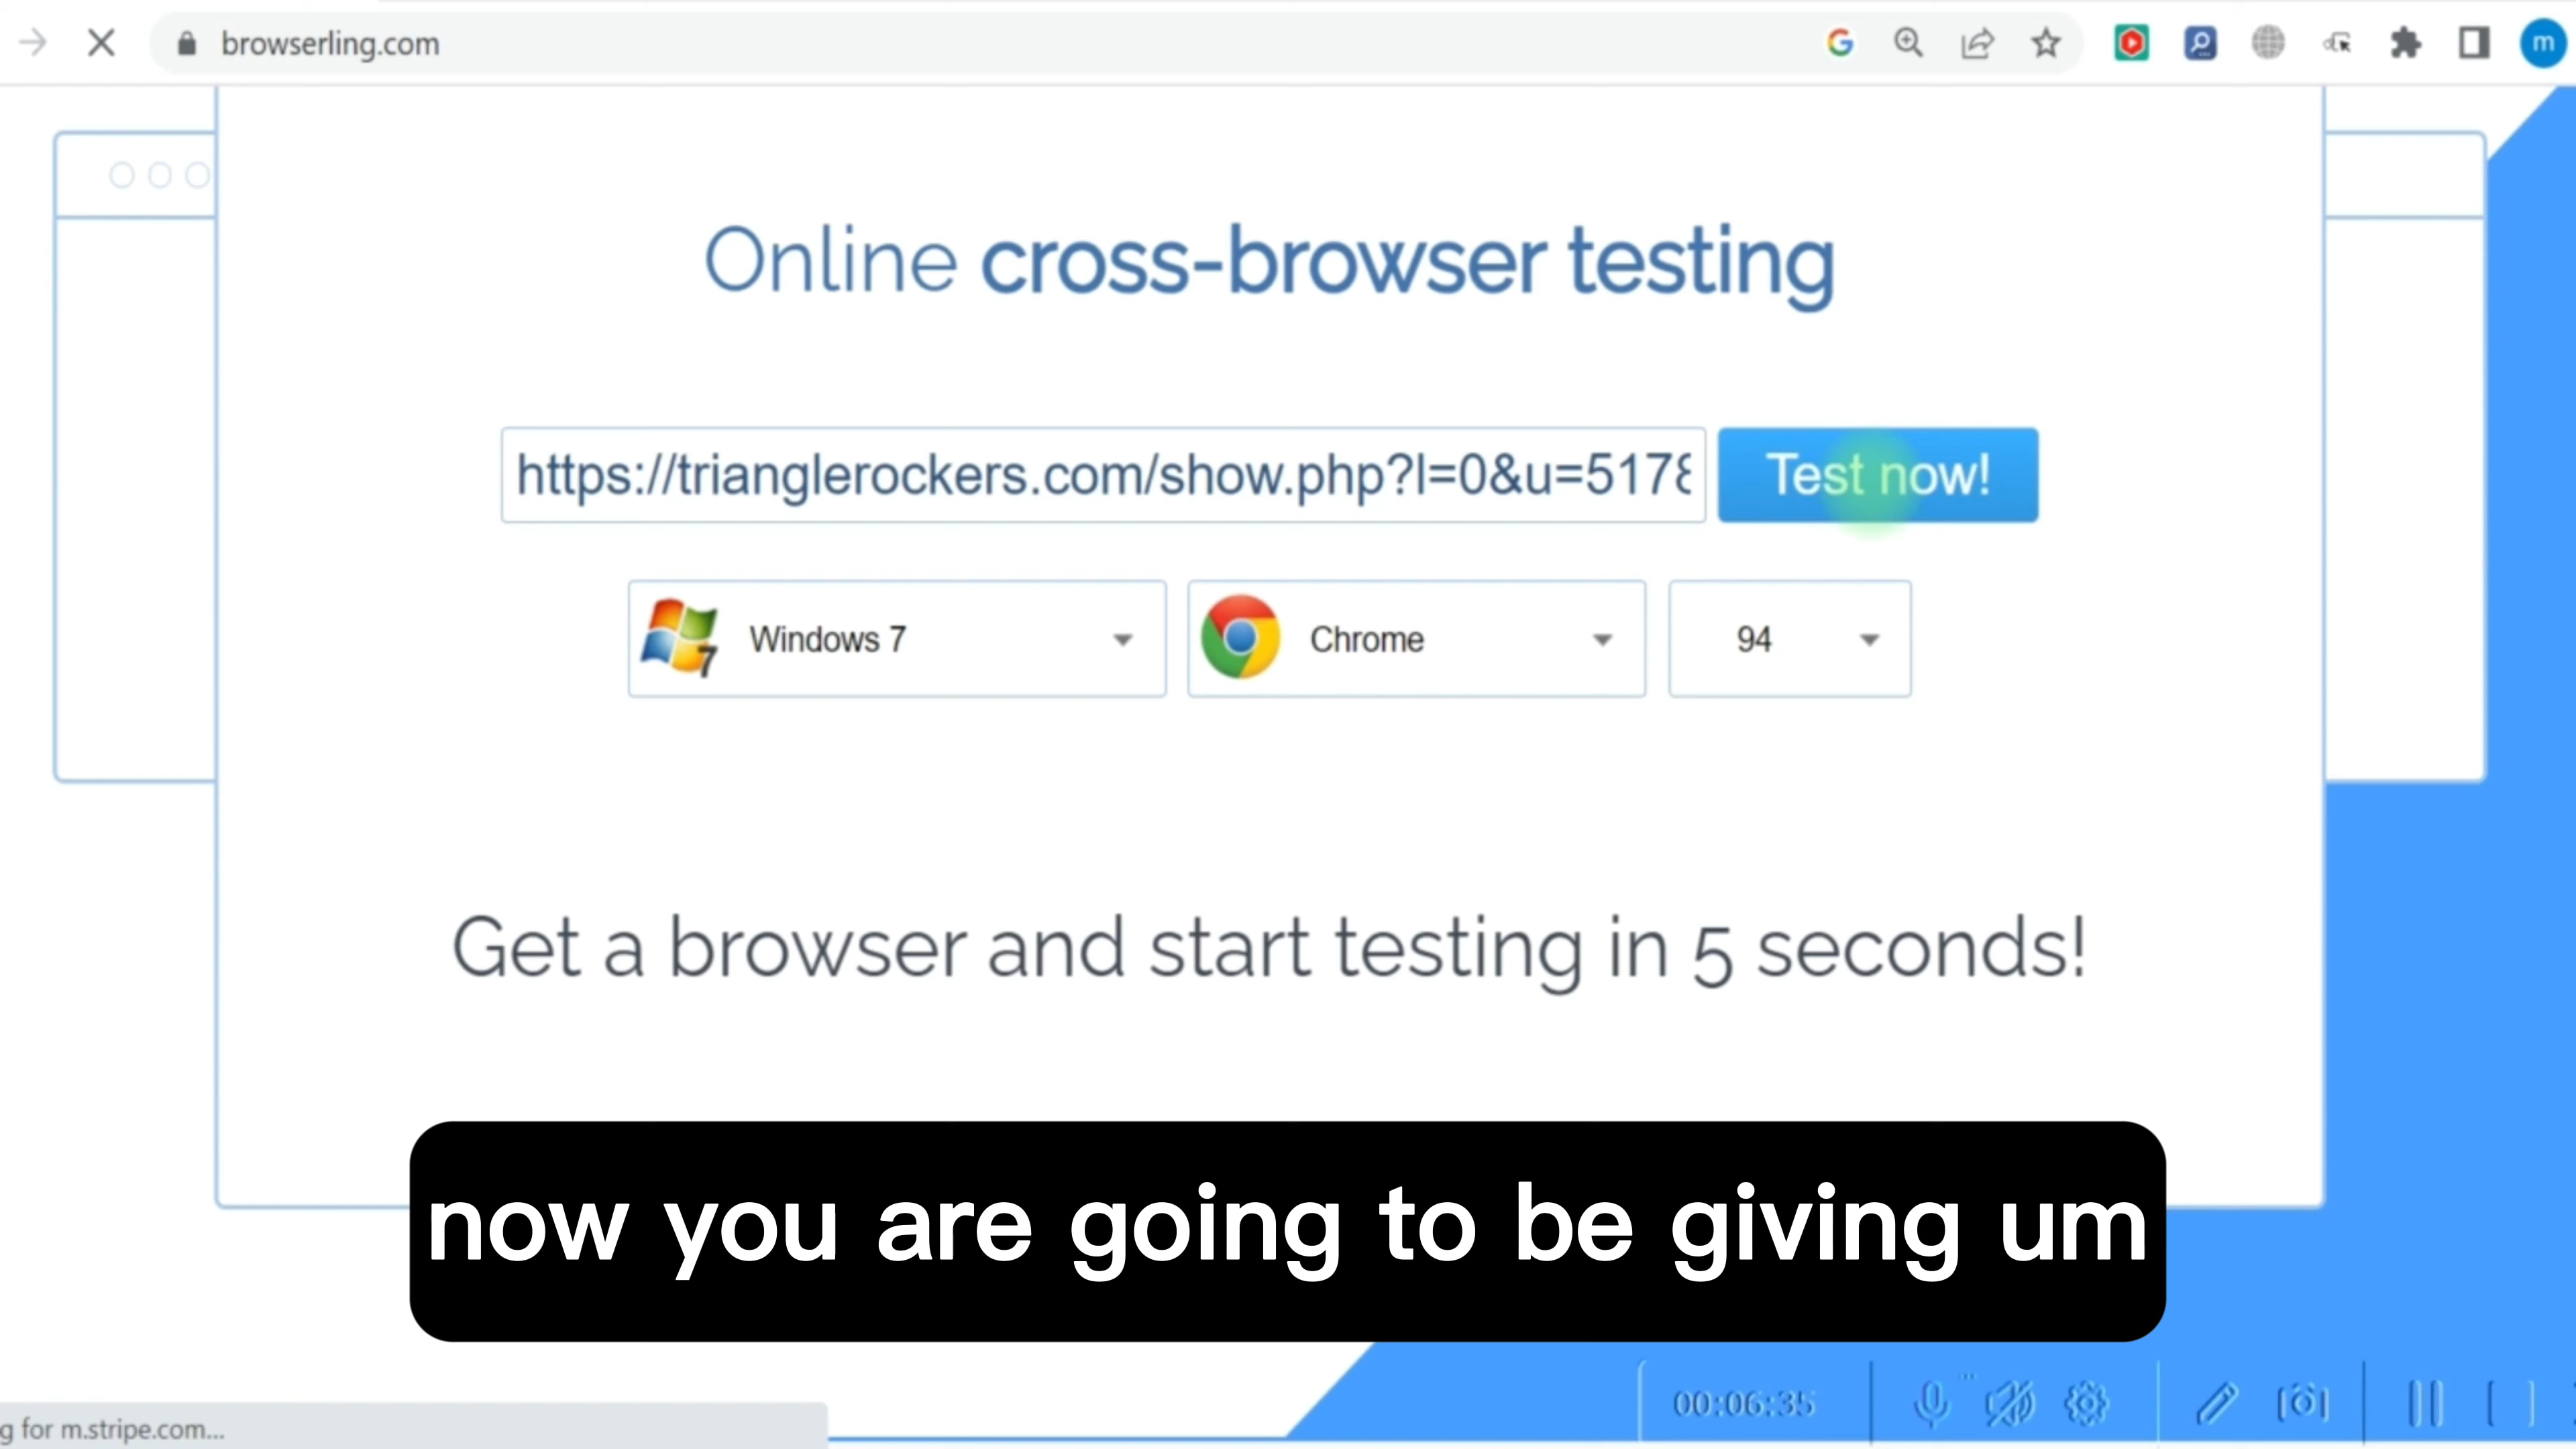 browserling.com
m
Online cross-browser testing
https://trianglerockers.com/show.php?l=0&u=5178
Test now!
Windows 7
Chrome
94
Get a browser and start testing in 5 seconds!
now you are going to be giving um
00:06:35
g for m.stripe.com...